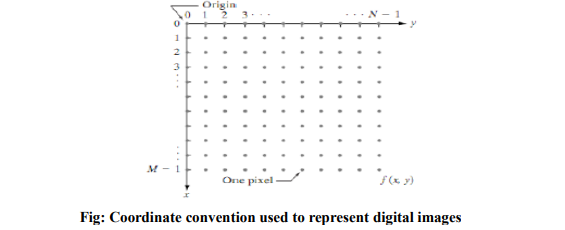 Origin
0 1 2 3 · · · · · · N − 1
y
0
1
2
3
⋮
⋮
M − 1
One pixel
f(x, y)
x
Fig: Coordinate convention used to represent digital images